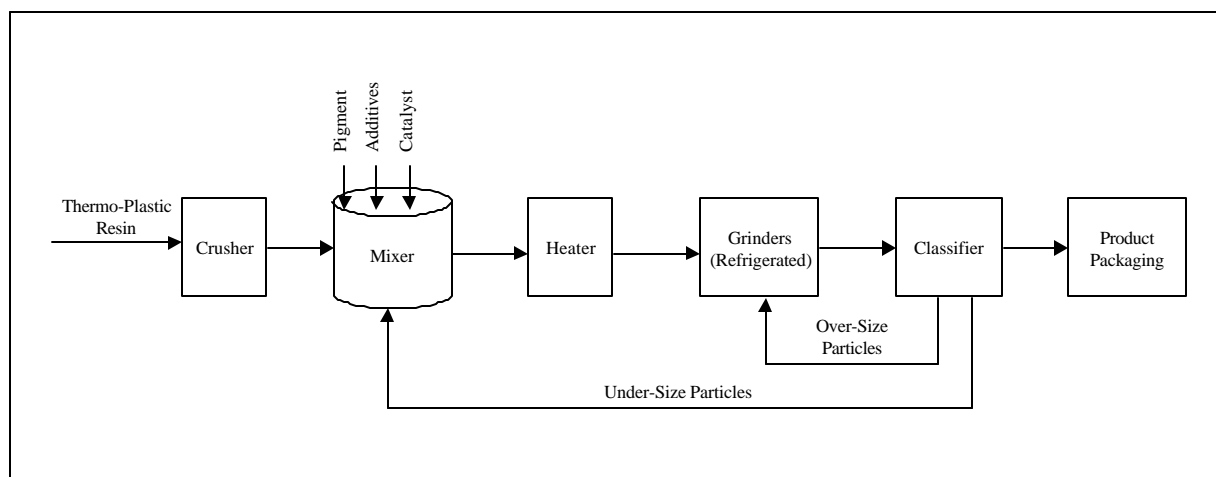 Pigment
Additives
Catalyst
Thermo-Plastic
Resin
Crusher
Mixer
Heater
Grinders
(Refrigerated)
Classifier
Product
Packaging
Over-Size
Particles
Under-Size Particles